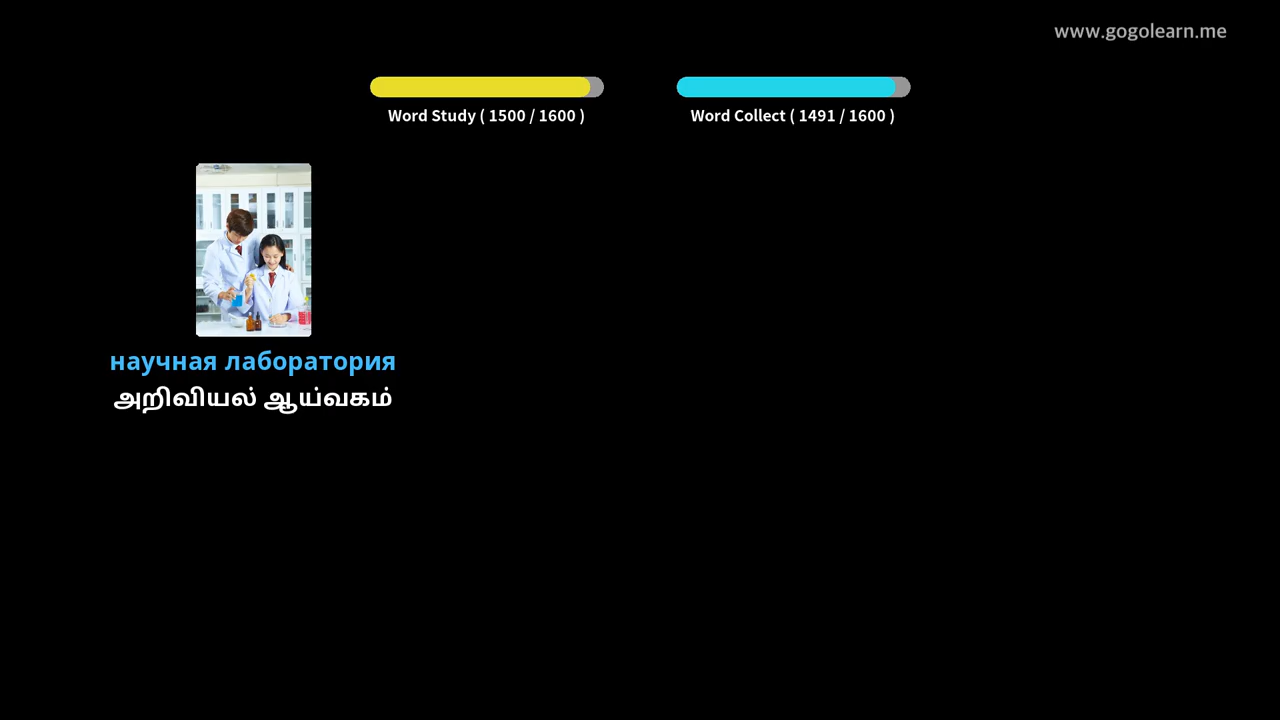 www.gogolearn.me
Word Study ( 1500 / 1600 )
Word Collect ( 1491 / 1600 )
научная лаборатория
அறிவியல் ஆய்வகம்